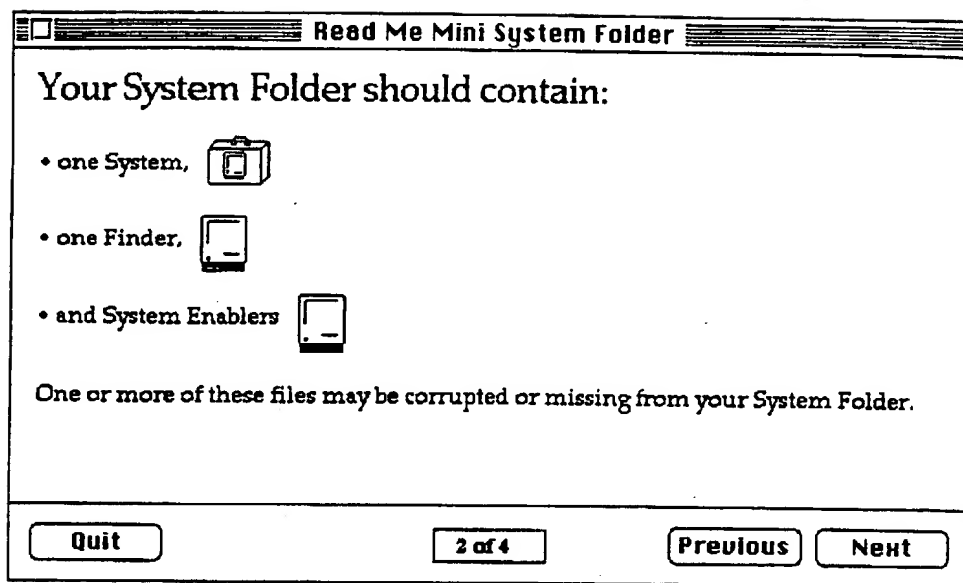 Read Me Mini System Folder
Your System Folder should contain:
• one System,
• one Finder,
• and System Enablers
One or more of these files may be corrupted or missing from your System Folder.
Quit
2 of 4
Previous
Next